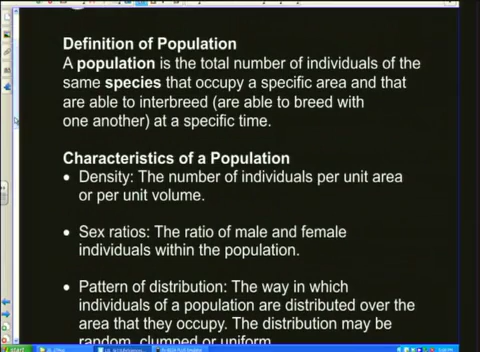 Definition of Population
A population is the total number of individuals of the
same species that occupy a specific area and that
are able to interbreed (are able to breed with
one another) at a specific time.
Characteristics of a Population
• Density: The number of individuals per unit area
or per unit volume.
• Sex ratios: The ratio of male and female
individuals within the population.
• Pattern of distribution: The way in which
individuals of a population are distributed over the
area that they occupy. The distribution may be
random, clumped or uniform.